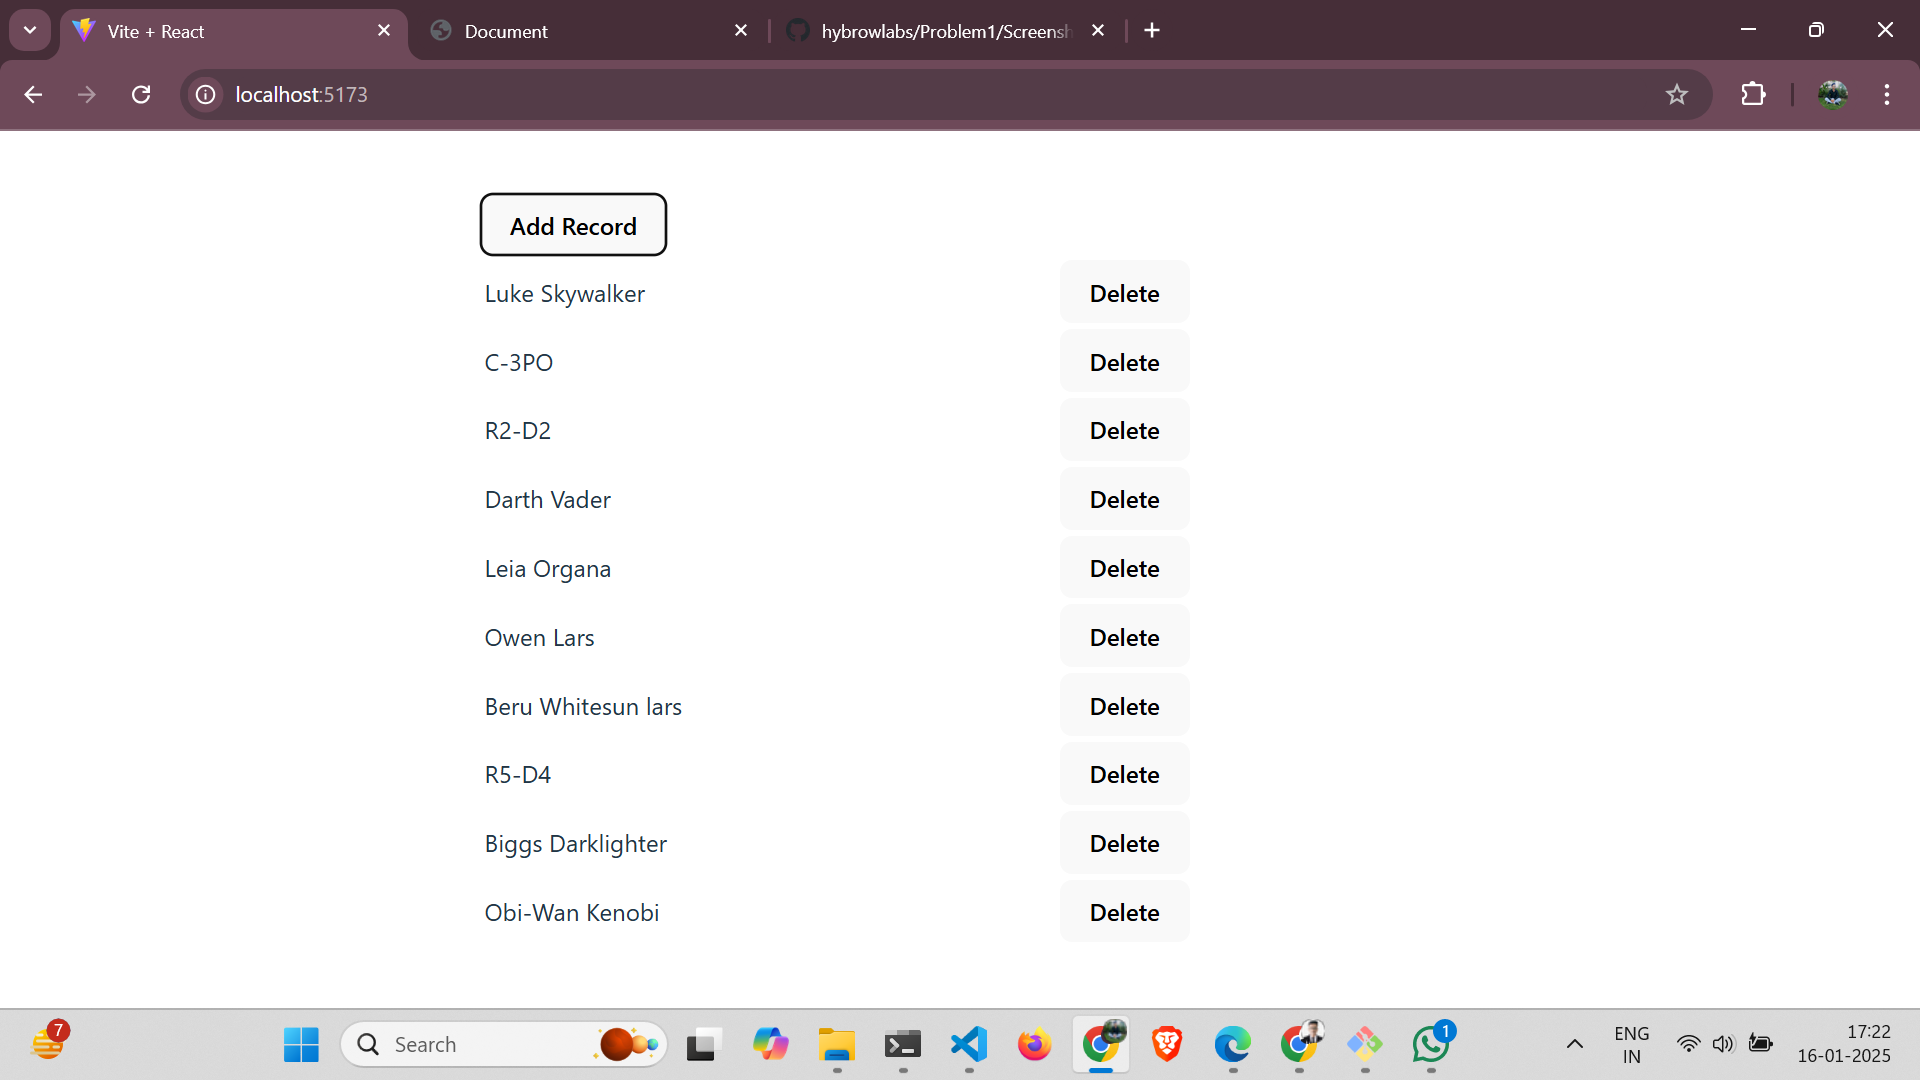 Vite + React
Document
hybrowlabs/Problem1/Screensh
localhost:5173
Add Record
Luke Skywalker Delete
C-3PO Delete
R2-D2 Delete
Darth Vader Delete
Leia Organa Delete
Owen Lars Delete
Beru Whitesun lars Delete
R5-D4 Delete
Biggs Darklighter Delete
Obi-Wan Kenobi Delete
7
Search
1
ENG
IN
17:22
16-01-2025